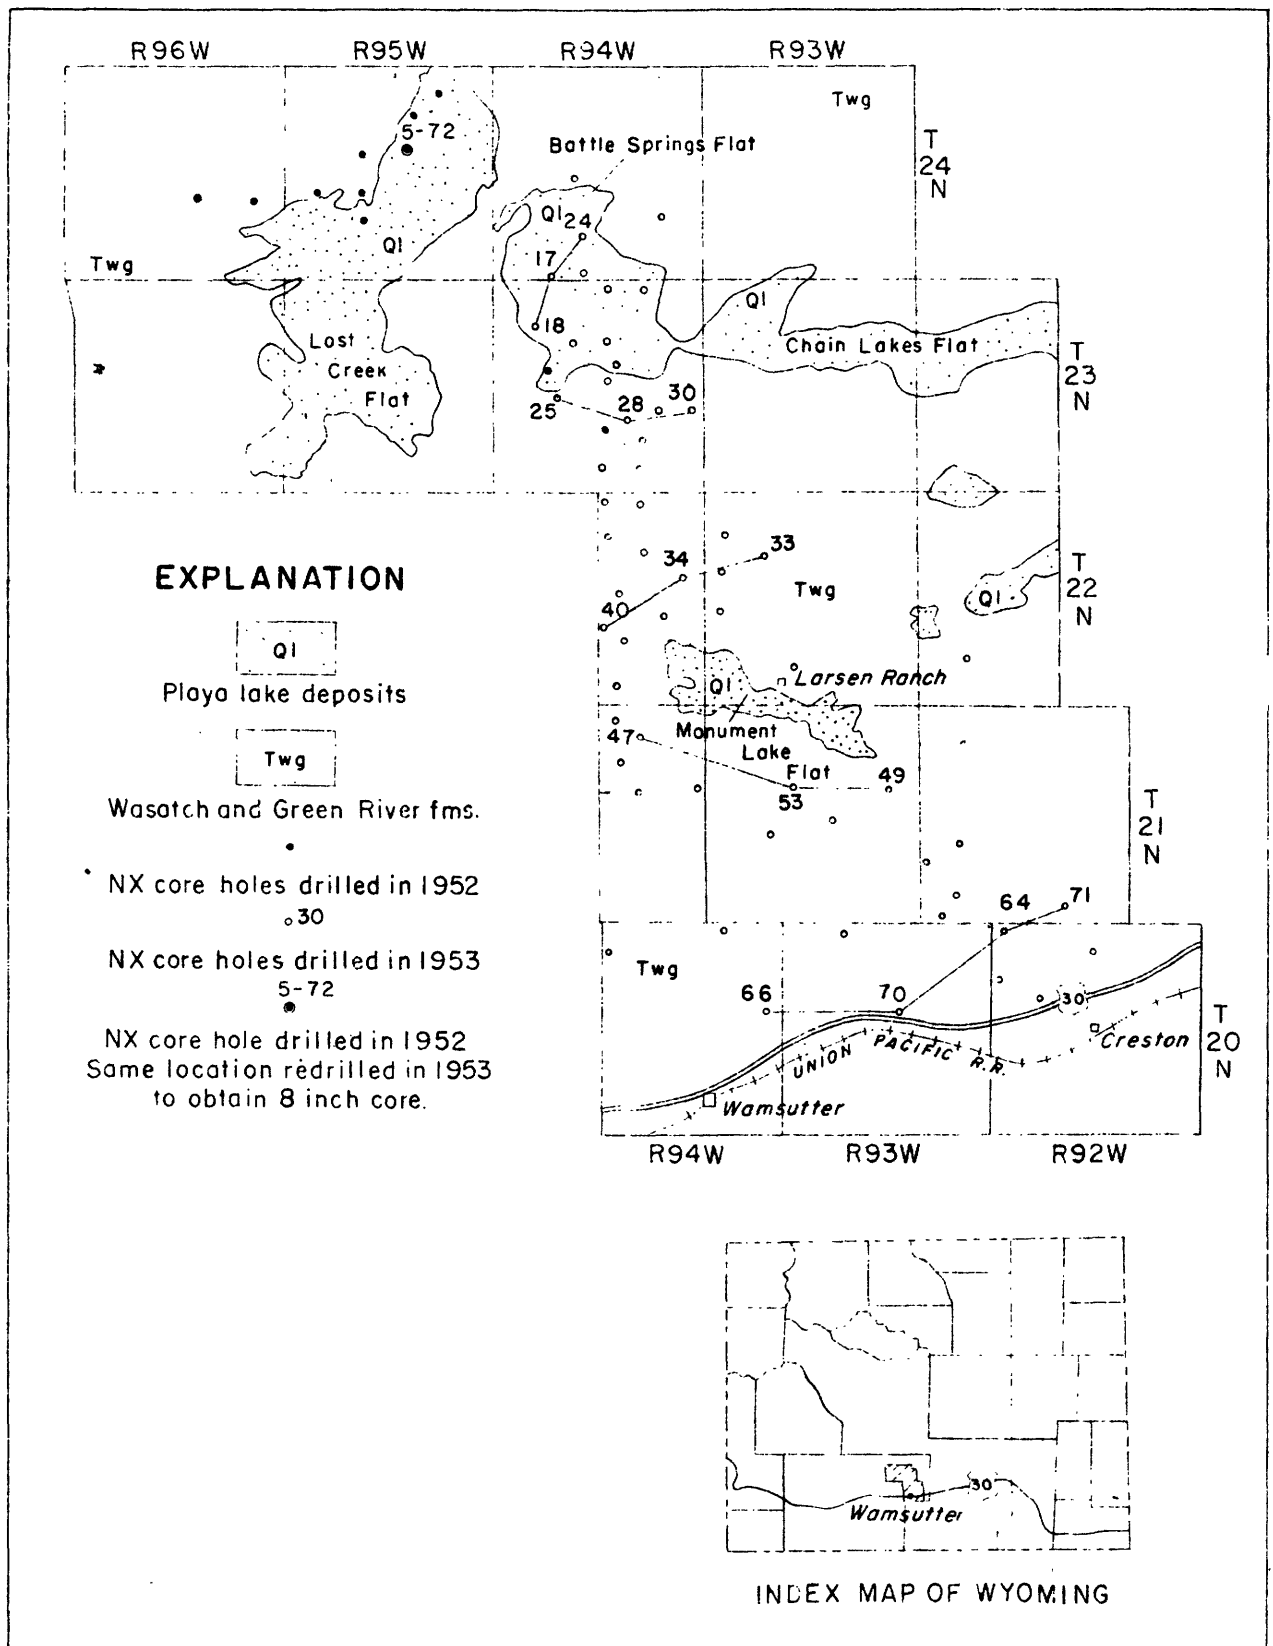 R96W R95W R94W R93W
Twg
5-72
T
24
N
Battle Springs Flat
Ql 24
Ql
17
Twg
Ql
18
Lost
Creek
Flat
Chain Lakes Flat
T
23
N
25 28 30
33
34
T
22
N
EXPLANATION
Twg
Ql
40
Ql
Larsen Ranch
Ql
Playa lake deposits
47
Monument
Lake
Flat
49
53
Twg
T
21
N
Wasatch and Green River fms.
NX core holes drilled in 1952
30
71
64
NX core holes drilled in 1953
Twg
5-72
66 70
30
T
20
N
NX core hole drilled in 1952
Same location redrilled in 1953
to obtain 8 inch core.
UNION PACIFIC R.R.
Creston
Wamsutter
R94W R93W R92W
30
Wamsutter
INDEX MAP OF WYOMING